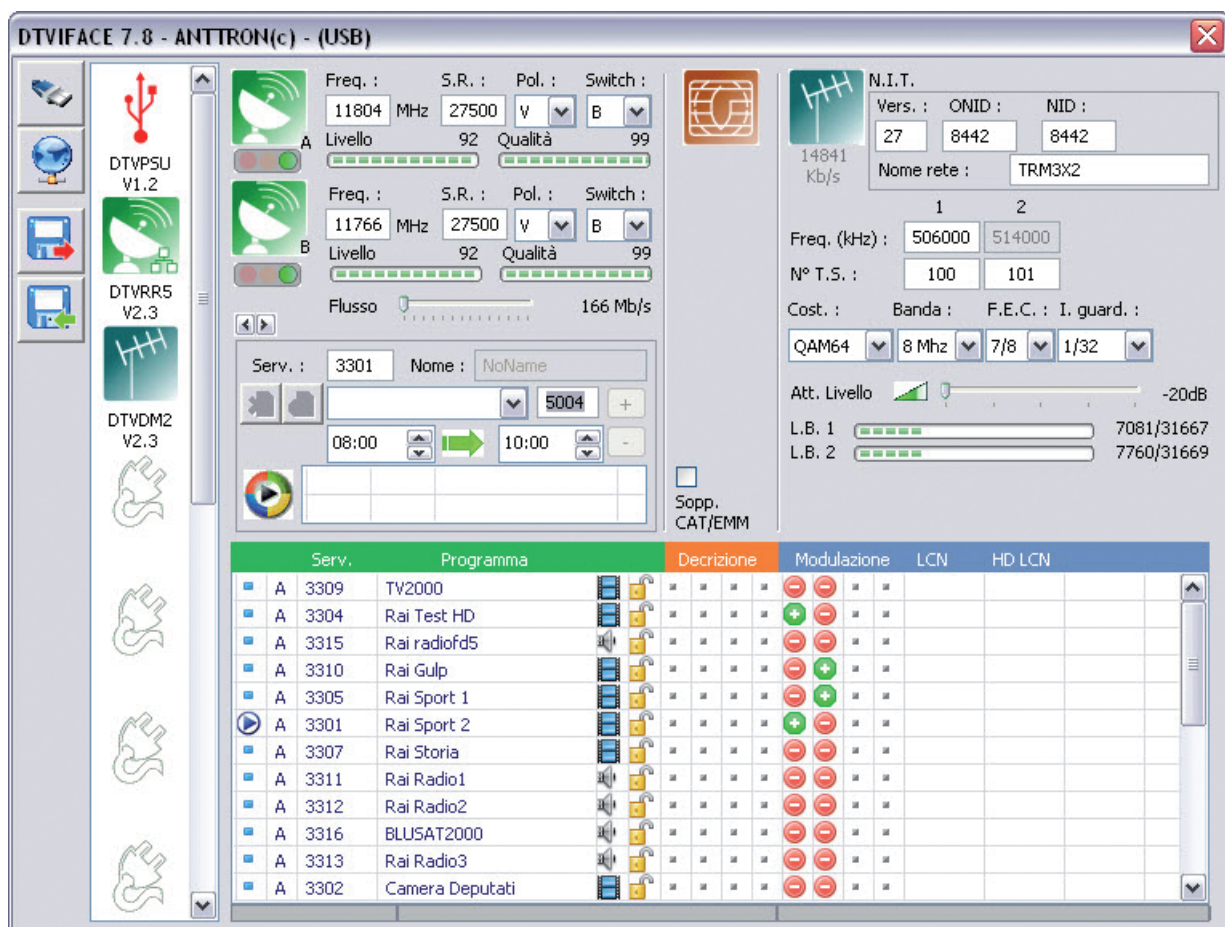 DTVIFACE 7.8 - ANTTRON(c) - (USB)
DTVPSU
V1.2
DTVRR5
V2.3
DTVDM2
V2.3
Freq. : S.R. : Pol. : Switch :
11804 MHz 27500 V B
A Livello 92 Qualità 99
Freq. : S.R. : Pol. : Switch :
11766 MHz 27500 V B
B Livello 92 Qualità 99
Flusso 166 Mb/s
Serv. : 3301 Nome : NoName
5004 +
08:00 10:00 -
Sopp.
CAT/EMM
14841
Kb/s
N.I.T.
Vers. : ONID : NID :
27 8442 8442
Nome rete : TRM3X2
1 2
Freq. (kHz) : 506000 514000
N° T.S. : 100 101
Cost. : Banda : F.E.C. : I. guard. :
QAM64 8 Mhz 7/8 1/32
Att. Livello -20dB
L.B. 1 7081/31667
L.B. 2 7760/31669
Serv. Programma Decrizione Modulazione LCN HD LCN
A 3309 TV2000
A 3304 Rai Test HD
A 3315 Rai radiofd5
A 3310 Rai Gulp
A 3305 Rai Sport 1
A 3301 Rai Sport 2
A 3307 Rai Storia
A 3311 Rai Radio1
A 3312 Rai Radio2
A 3316 BLUSAT2000
A 3313 Rai Radio3
A 3302 Camera Deputati